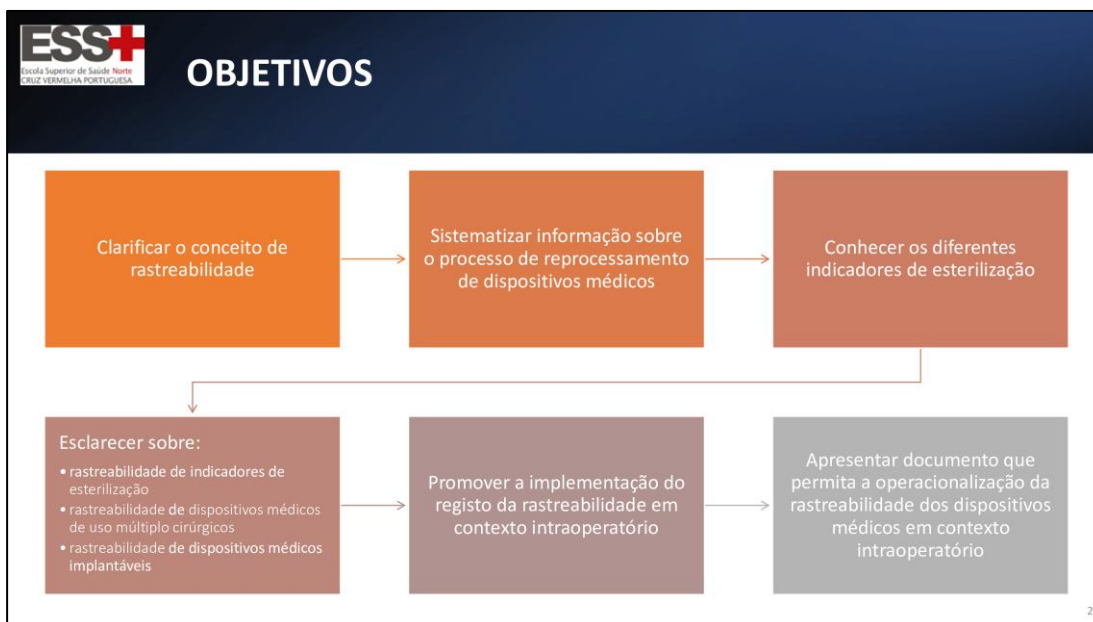 ESS+
Escola Superior de Saúde Norte
CRUZ VERMELHA PORTUGUESA
OBJETIVOS
Clarificar o conceito de
rastreabilidade
Sistematizar informação sobre
o processo de reprocessamento
de dispositivos médicos
Conhecer os diferentes
indicadores de esterilização
Esclarecer sobre:
• rastreabilidade de indicadores de
esterilização
• rastreabilidade de dispositivos médicos
de uso múltiplo cirúrgicos
• rastreabilidade de dispositivos médicos
implantáveis
Promover a implementação do
registo da rastreabilidade em
contexto intraoperatório
Apresentar documento que
permita a operacionalização da
rastreabilidade dos dispositivos
médicos em contexto
intraoperatório
2